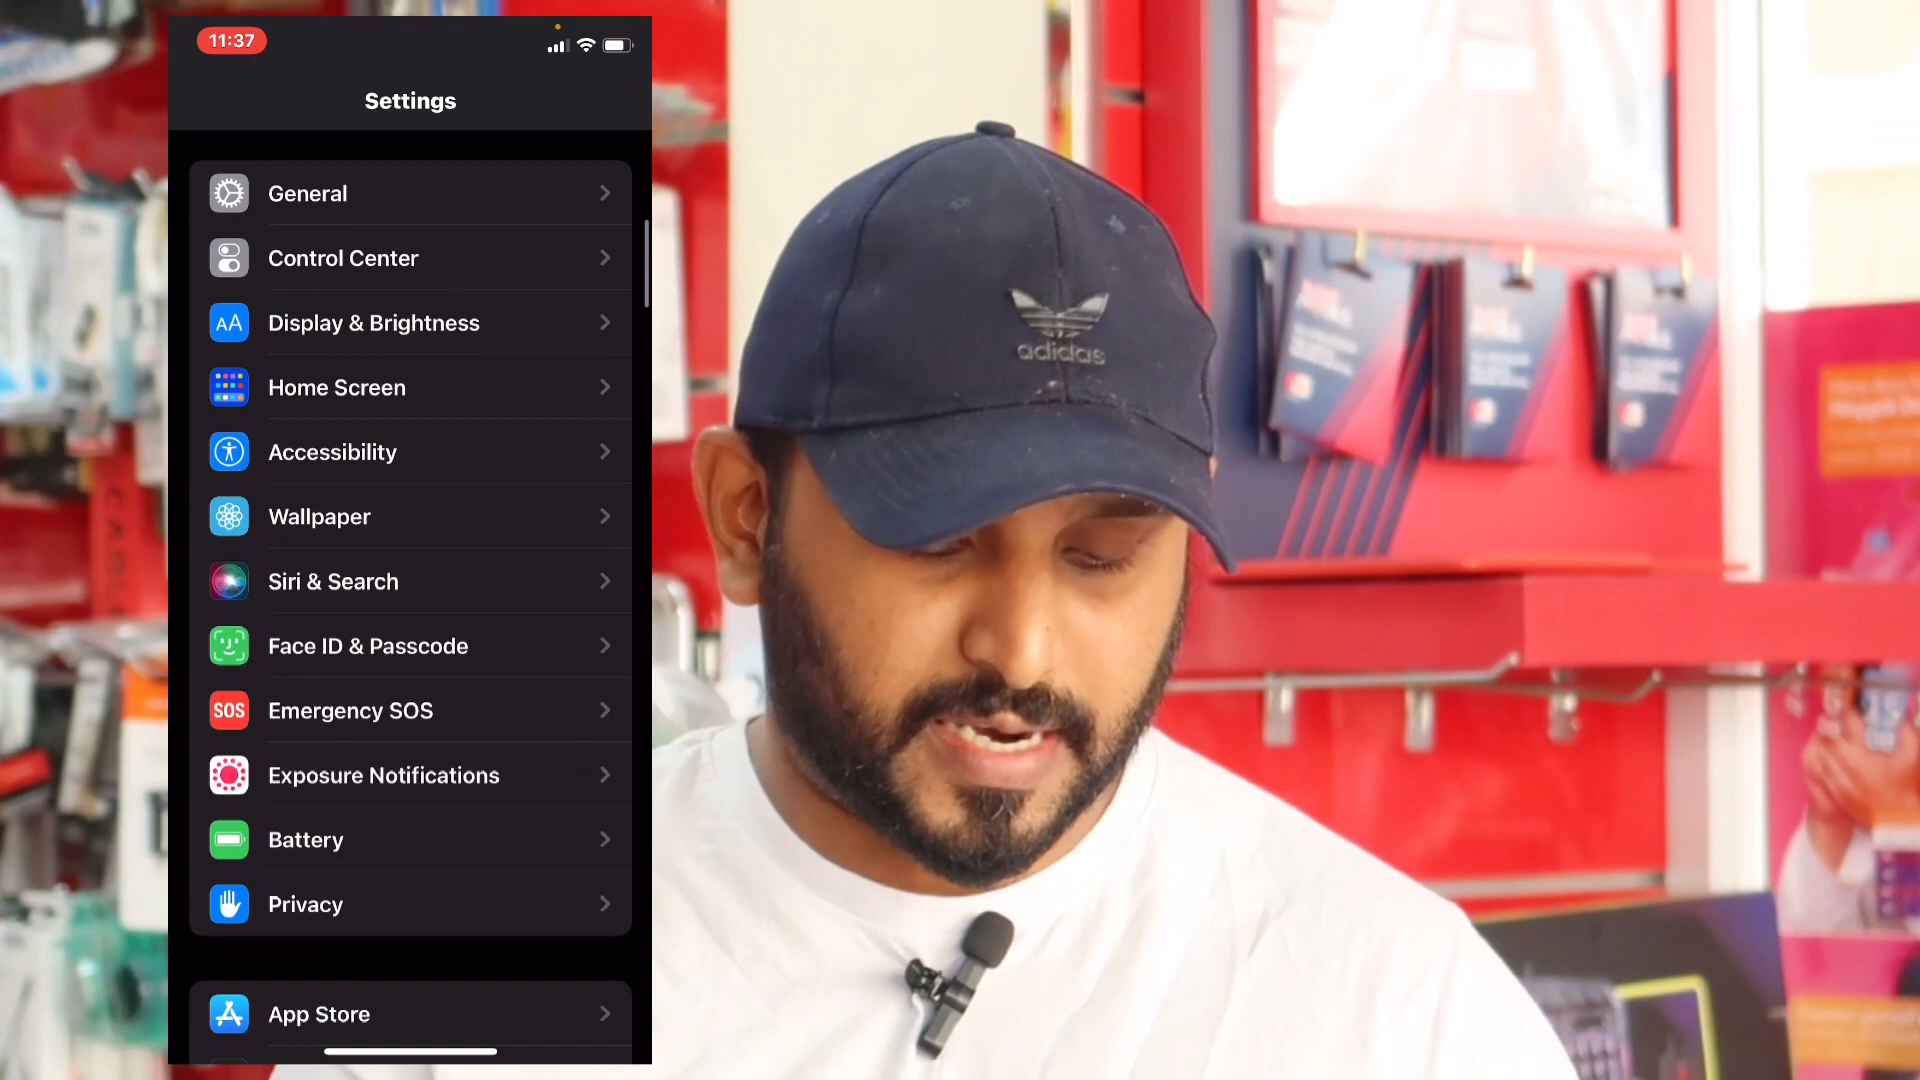 11:37
Settings
General
Control Center
AA
Display & Brightness
Home Screen
Accessibility
Wallpaper
Siri & Search
Face ID & Passcode
SOS
Emergency SOS
Exposure Notifications
Battery
Privacy
App Store
adidas